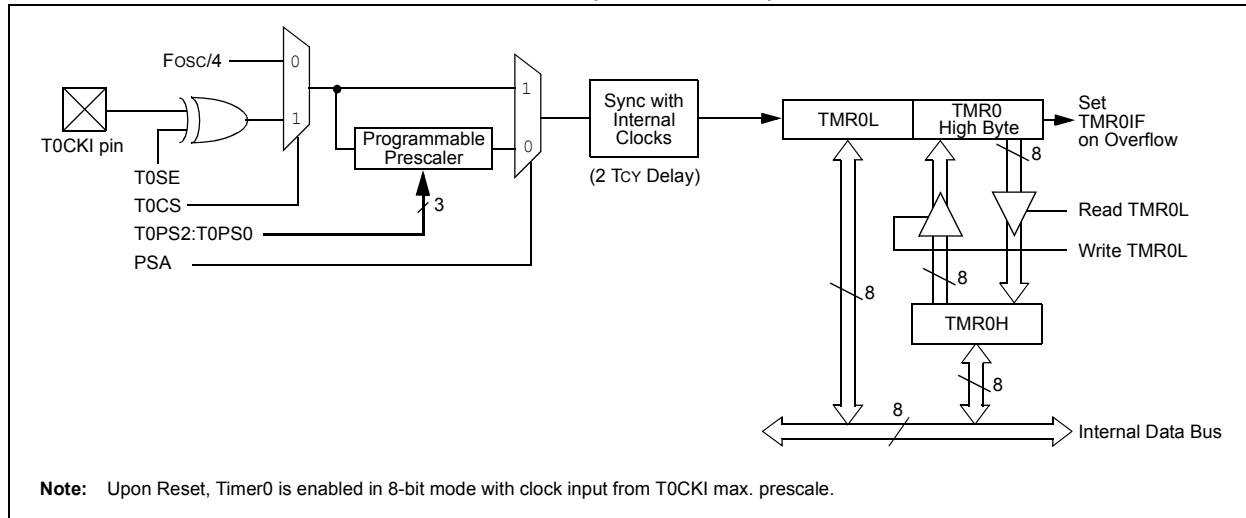 FOSC/4
0
1
T0CKI pin
T0SE
T0CS
T0PS2:T0PS0
PSA
Programmable
Prescaler
3
1
0
Sync with
Internal
Clocks
(2 TCY Delay)
TMR0L
TMR0
High Byte
Set
TMR0IF
on Overflow
8
Read TMR0L
Write TMR0L
8
8
TMR0H
8
8
Internal Data Bus
Note: Upon Reset, Timer0 is enabled in 8-bit mode with clock input from T0CKI max. prescale.